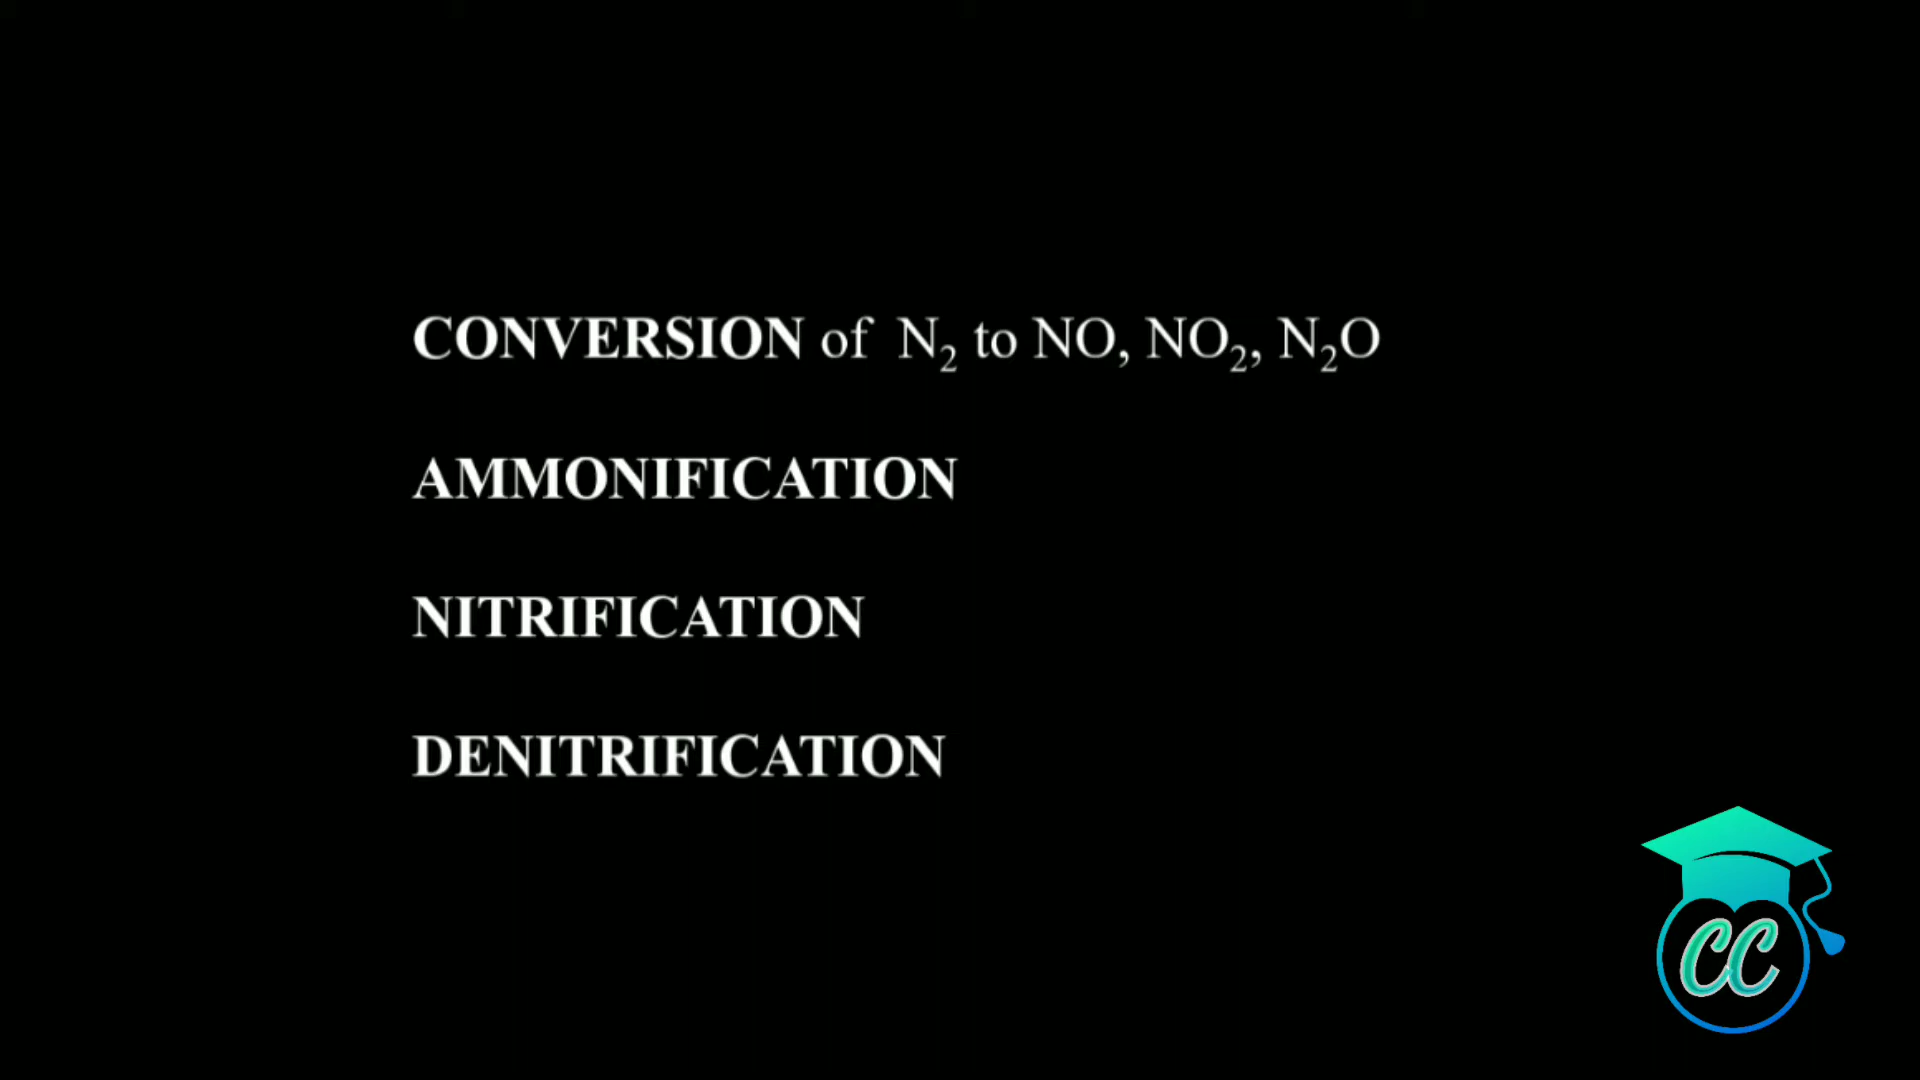 CONVERSION of N₂ to NO, NO₂, N₂O
AMMONIFICATION
NITRIFICATION
DENITRIFICATION
CC